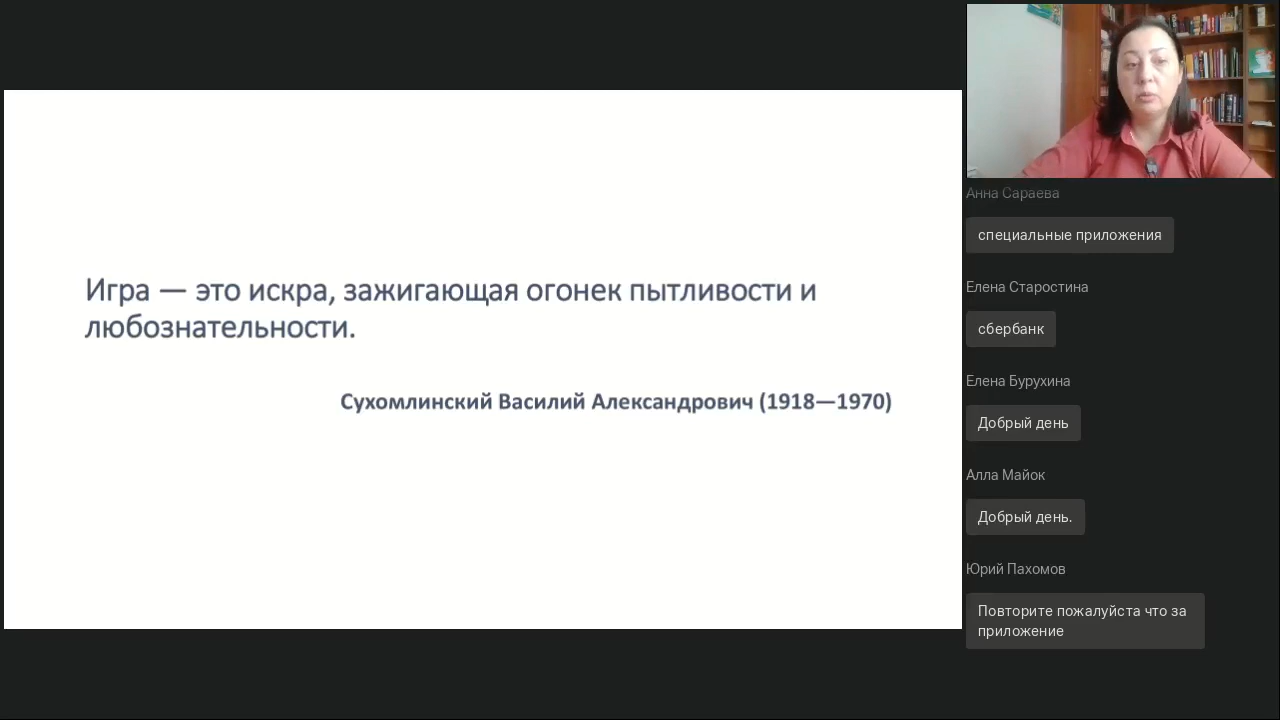 Игра — это искра, зажигающая огонек пытливости и
любознательности.
Сухомлинский Василий Александрович (1918—1970)
Анна Сараева
специальные приложения
Елена Старостина
сбербанк
Елена Бурухина
Добрый день
Алла Майок
Добрый день.
Юрий Пахомов
Повторите пожалуйста что за
приложение